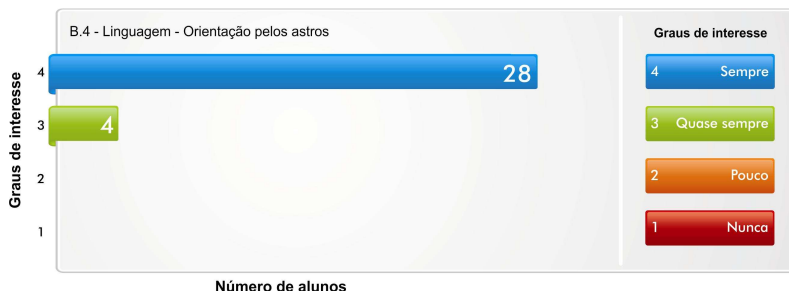 B.4 - Linguagem - Orientação pelos astros
Graus de interesse
4
28
3
4
2
1
Número de alunos
Graus de interesse
4 Sempre
3 Quase sempre
2 Pouco
1 Nunca